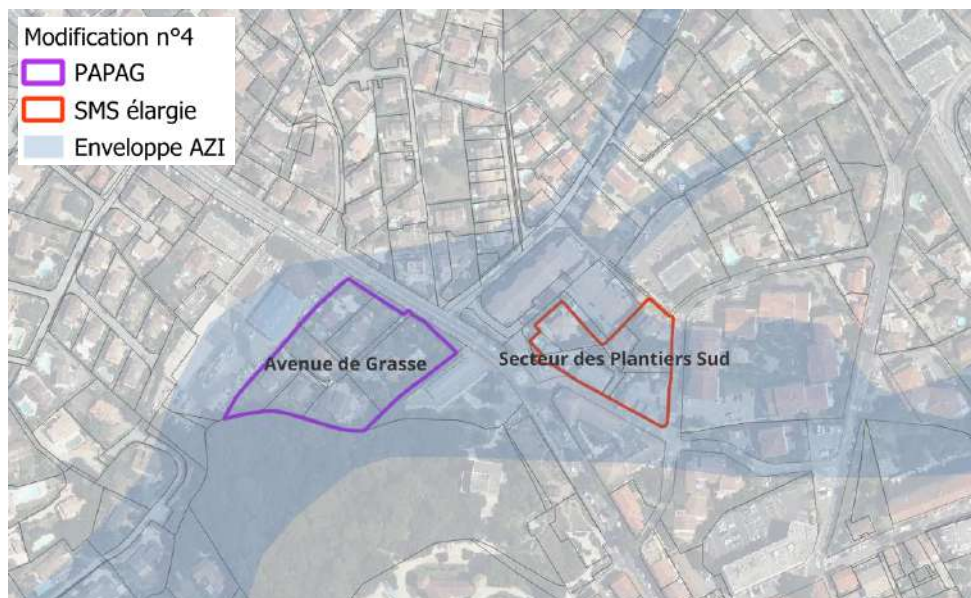 Modification n°4
PAPAG
SMS élargie
Enveloppe AZI
Avenue de Grasse
Secteur des Plantiers Sud